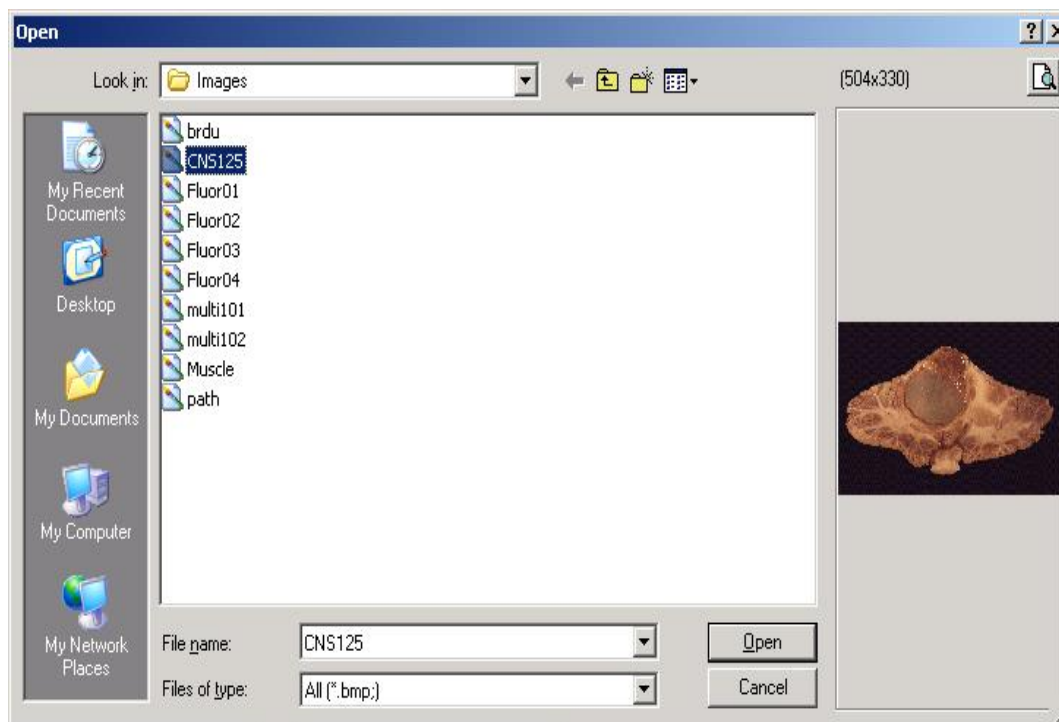 Open
Look in:
Images
(504x330)
My Recent
Documents
Desktop
My Documents
My Computer
My Network
Places
brdu
CNS125
Fluor01
Fluor02
Fluor03
Fluor04
multi101
multi102
Muscle
path
File name:
CNS125
Open
Files of type:
All (*.bmp;)
Cancel